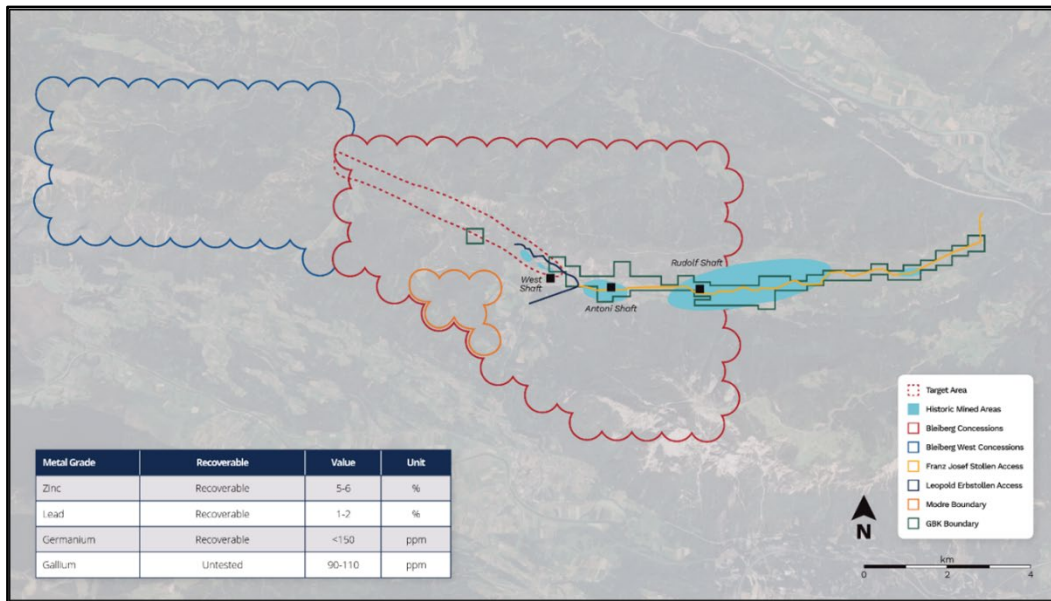 Rudolf Shaft
West
Shaft
Antoni Shaft
Metal Grade Recoverable Value Unit
Zinc Recoverable 5-6 %
Lead Recoverable 1-2 %
Germanium Recoverable <150 ppm
Gallium Untested 90-110 ppm
Target Area
Historic Mined Areas
Bleiberg Concessions
Bleiberg West Concessions
Franz Josef Stollen Access
Leopold Erbstollen Access
Modre Boundary
GBK Boundary
N
km
0 2 4